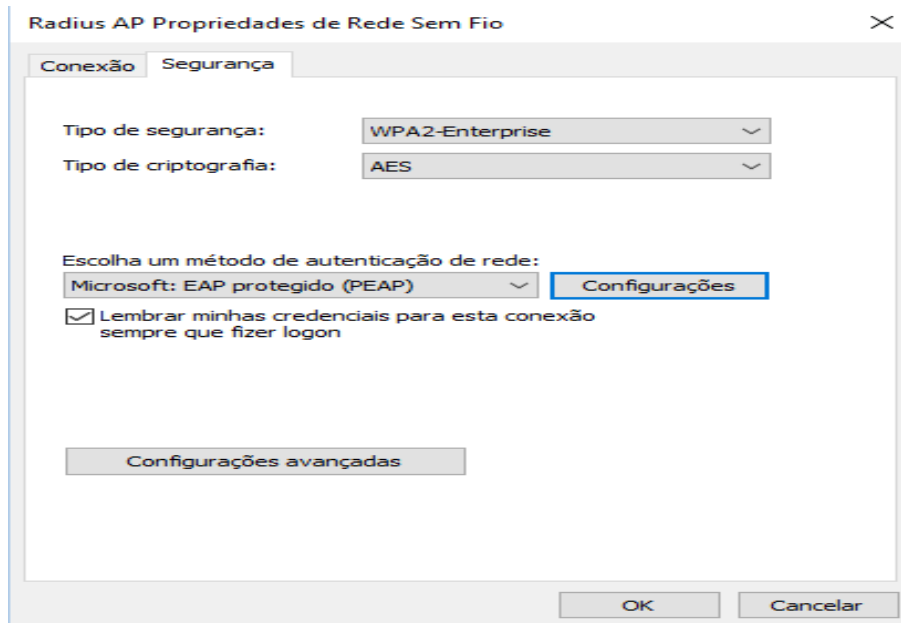 Radius AP Propriedades de Rede Sem Fio
Conexão Segurança
Tipo de segurança: WPA2-Enterprise
Tipo de criptografia: AES
Escolha um método de autenticação de rede:
Microsoft: EAP protegido (PEAP) Configurações
Lembrar minhas credenciais para esta conexão
sempre que fizer logon
Configurações avançadas
OK Cancelar